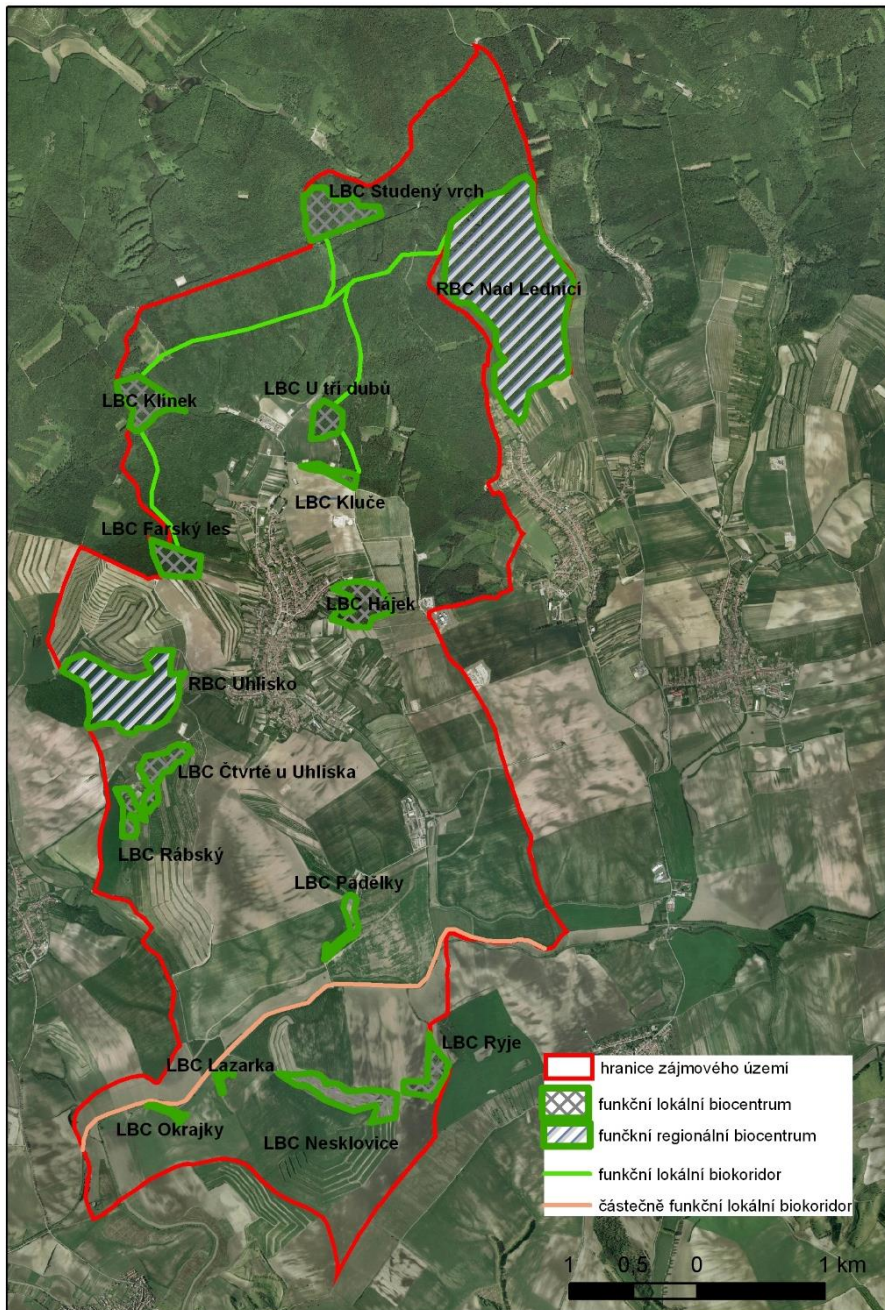 LBC Studený vrch
RBC Nad Lednicí
LBC U tří dubů
LBC Klínek
LBC Kluče
LBC Farský les
LBC Hájek
RBC Uhlisko
LBC Čtvrtě u Uhliska
LBC Rábský
LBC Padělky
LBC Ryje
LBC Lazarka
LBC Okrajky
LBC Nesklovice
hranice zájmového území
funkční lokální biocentrum
funčkní regionální biocentrum
funkční lokální biokoridor
částečně funkční lokální biokoridor
1 0,5 0 1 km